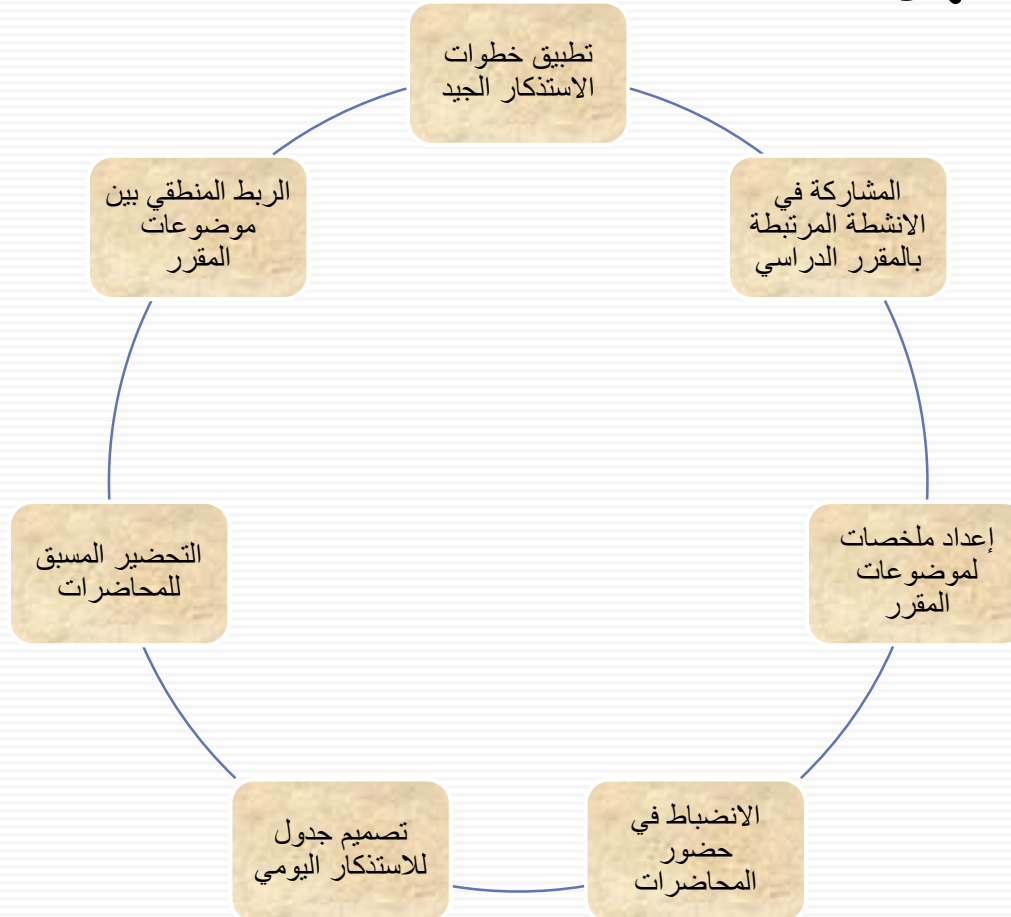 تطبيق خطوات
الاستذكار الجيد
المشاركة في
الانشطة المرتبطة
بالمقرر الدراسي
إعداد ملخصات
لموضوعات
المقرر
الانضباط في
حضور
المحاضرات
تصميم جدول
للاستذكار اليومي
التحضير المسبق
للمحاضرات
الربط المنطقي بين
موضوعات
المقرر